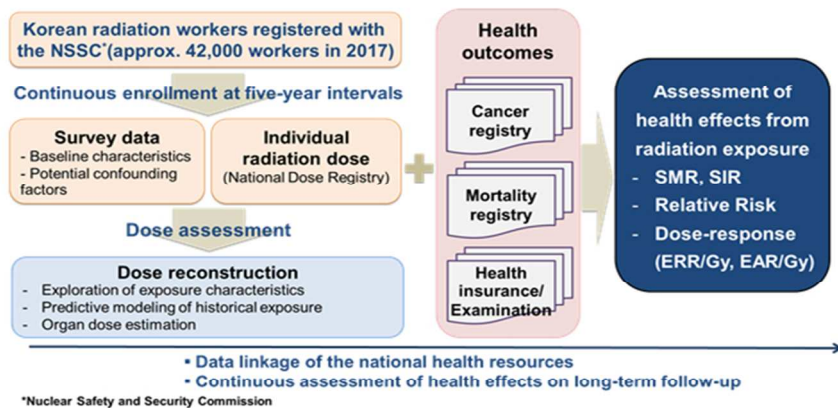 Korean radiation workers registered with
the NSSC*(approx. 42,000 workers in 2017)
Continuous enrollment at five-year intervals
Survey data
- Baseline characteristics
- Potential confounding
factors
Individual
radiation dose
(National Dose Registry)
Dose assessment
Dose reconstruction
- Exploration of exposure characteristics
- Predictive modeling of historical exposure
- Organ dose estimation
Health
outcomes
Cancer
registry
Mortality
registry
Health
insurance/
Examination
Assessment of
health effects from
radiation exposure
- SMR, SIR
- Relative Risk
- Dose-response
(ERR/Gy, EAR/Gy)
• Data linkage of the national health resources
• Continuous assessment of health effects on long-term follow-up
*Nuclear Safety and Security Commission